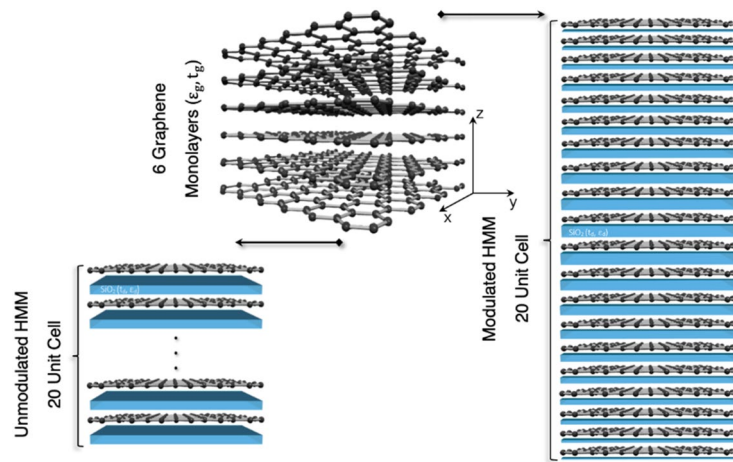 6 Graphene
Monolayers (εg, tg)
z
y
x
Unmodulated HMM
20 Unit Cell
SiO2 (td, εd)
Modulated HMM
20 Unit Cell
SiO2 (td, εd)